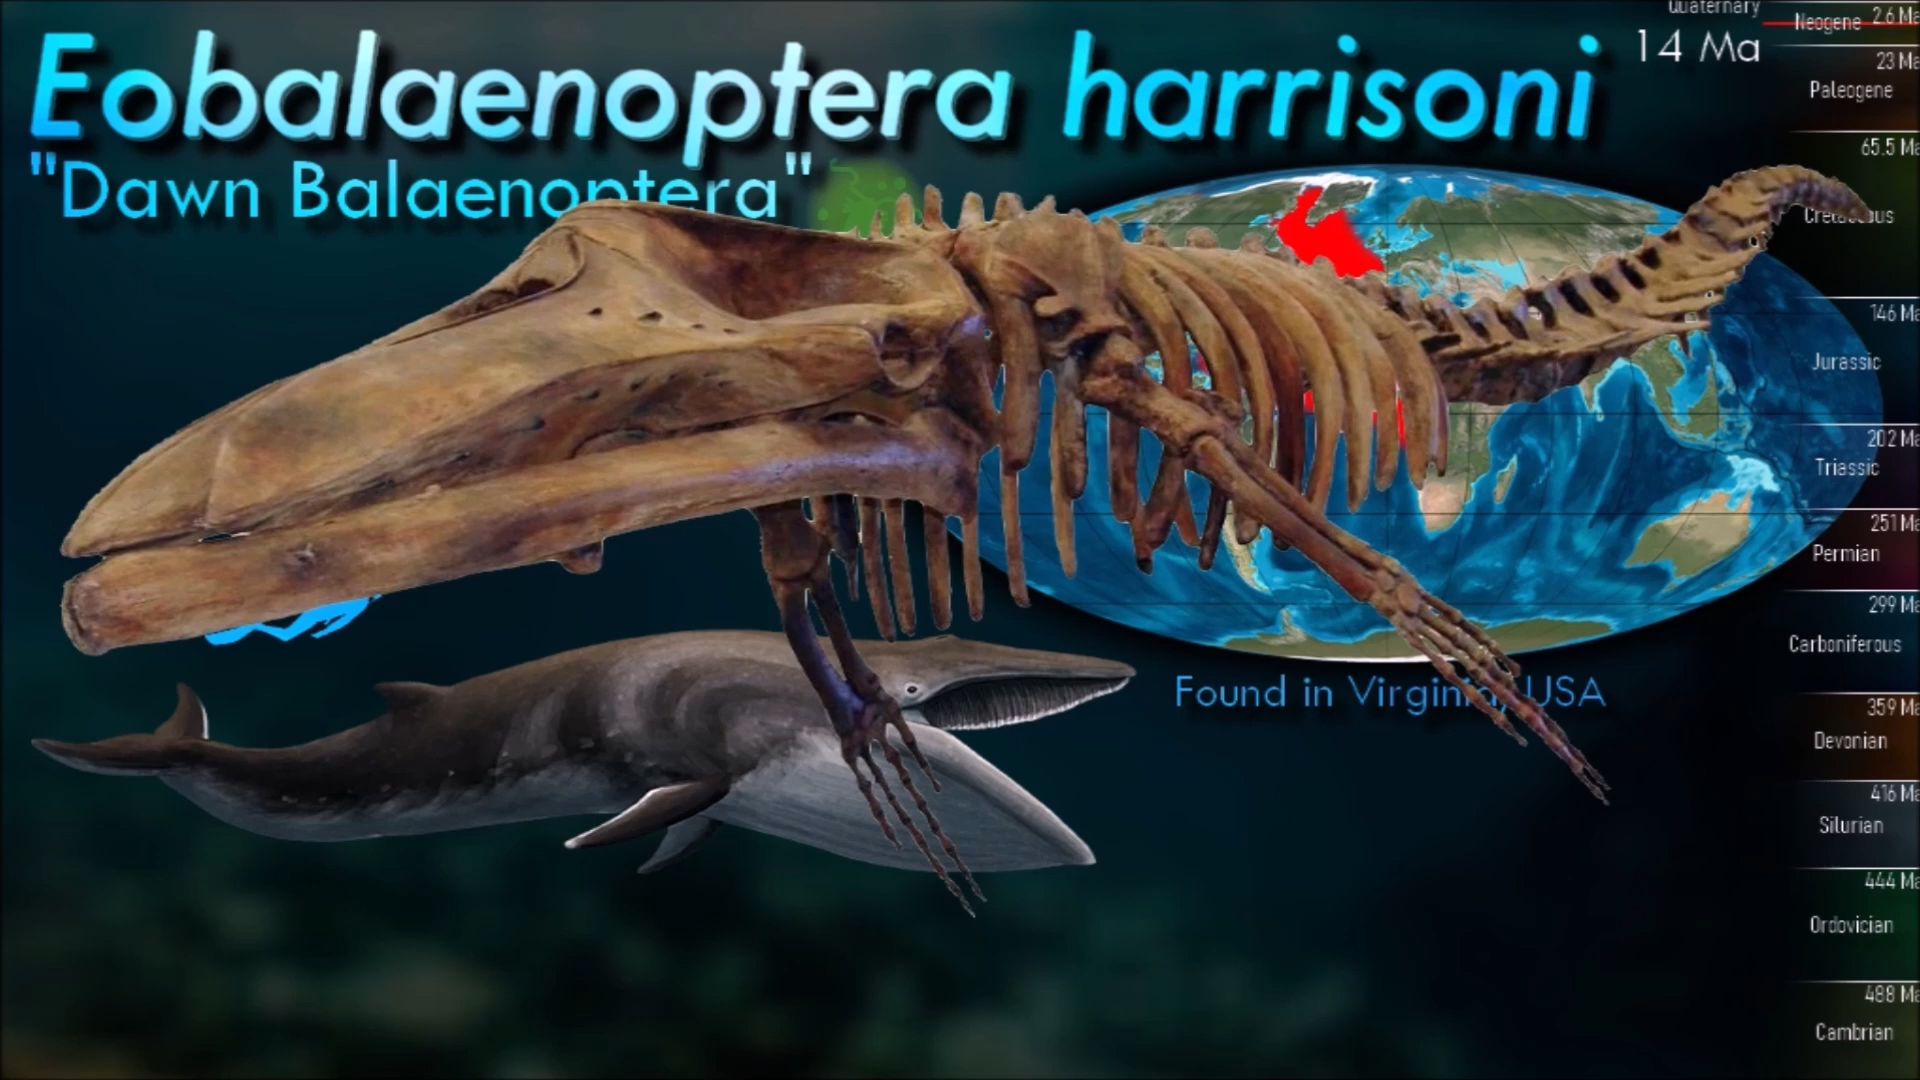 Eobalaenoptera harrisoni
"Dawn Balaenoptera"
14 Ma
Found in Virginia, USA
Quaternary
2.6 Ma
Neogene
23 Ma
Paleogene
65.5 Ma
Cretaceous
146 Ma
Jurassic
202 Ma
Triassic
251 Ma
Permian
299 Ma
Carboniferous
359 Ma
Devonian
416 Ma
Silurian
444 Ma
Ordovician
488 Ma
Cambrian